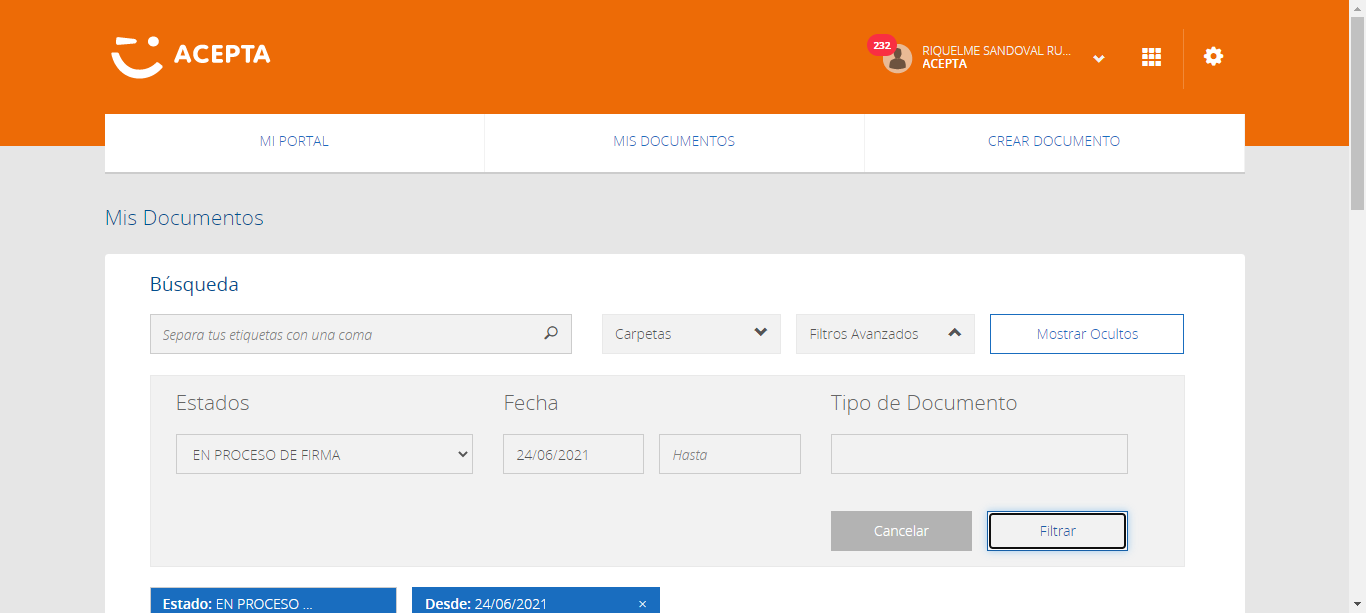 ACEPTA
232
RIQUELME SANDOVAL RU...
ACEPTA
MI PORTAL
MIS DOCUMENTOS
CREAR DOCUMENTO
Mis Documentos
Búsqueda
Separa tus etiquetas con una coma
Carpetas
Filtros Avanzados
Mostrar Ocultos
Estados
Fecha
Tipo de Documento
EN PROCESO DE FIRMA
24/06/2021
Hasta
Cancelar
Filtrar
Estado: EN PROCESO ...
Desde: 24/06/2021 ×